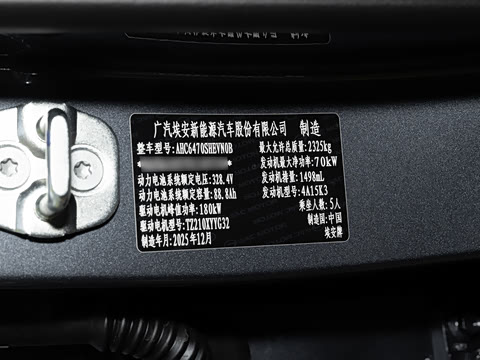 广汽埃安新能源汽车股份有限公司 制造
整车型号:AHC6470SHEVN0B
最大允许总质量:2325kg
发动机最大净功率:70kW
动力电池系统额定电压:328.4V
发动机排量:1498mL
动力电池系统额定容量:88.8Ah
发动机型号:4A15K3
驱动电机峰值功率:180kW
乘坐人数:5人
驱动电机型号:TZ210XYYG32
制造国:中国
制造年月:2025年12月
埃安牌